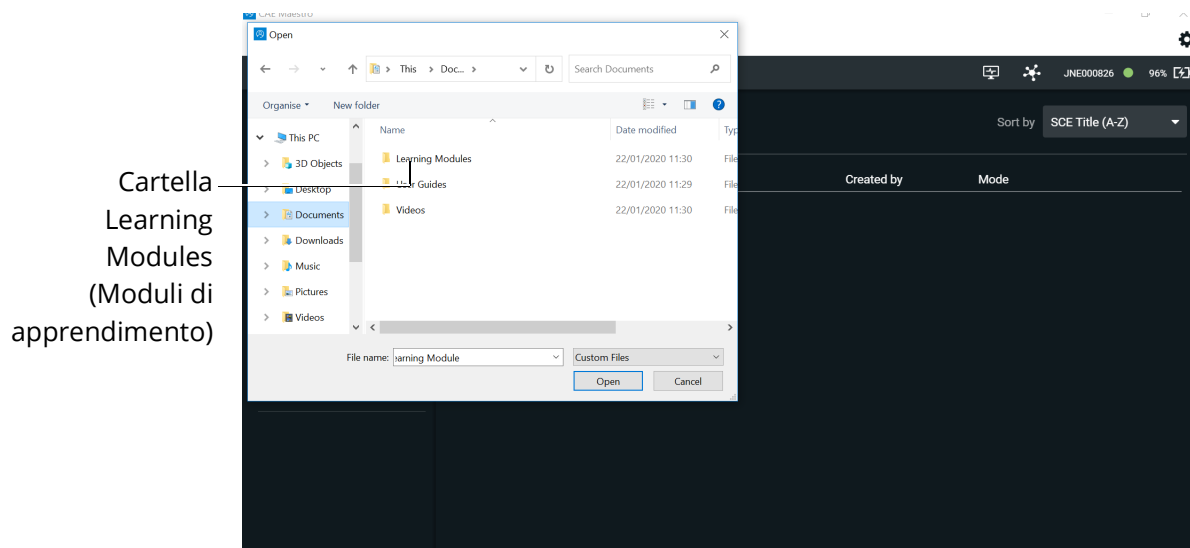 CAE Maestro
Open
This > Doc... >
Search Documents
JNE000826
96%
Organise
New folder
Sort by
SCE Title (A-Z)
This PC
3D Objects
Desktop
Documents
Downloads
Music
Pictures
Videos
Name
Date modified
Learning Modules
22/01/2020 11:30
File
User Guides
22/01/2020 11:29
File
Videos
22/01/2020 11:30
File
Created by
Mode
Cartella
Learning
Modules
(Moduli di
apprendimento)
File name:
earning Module
Custom Files
Open
Cancel